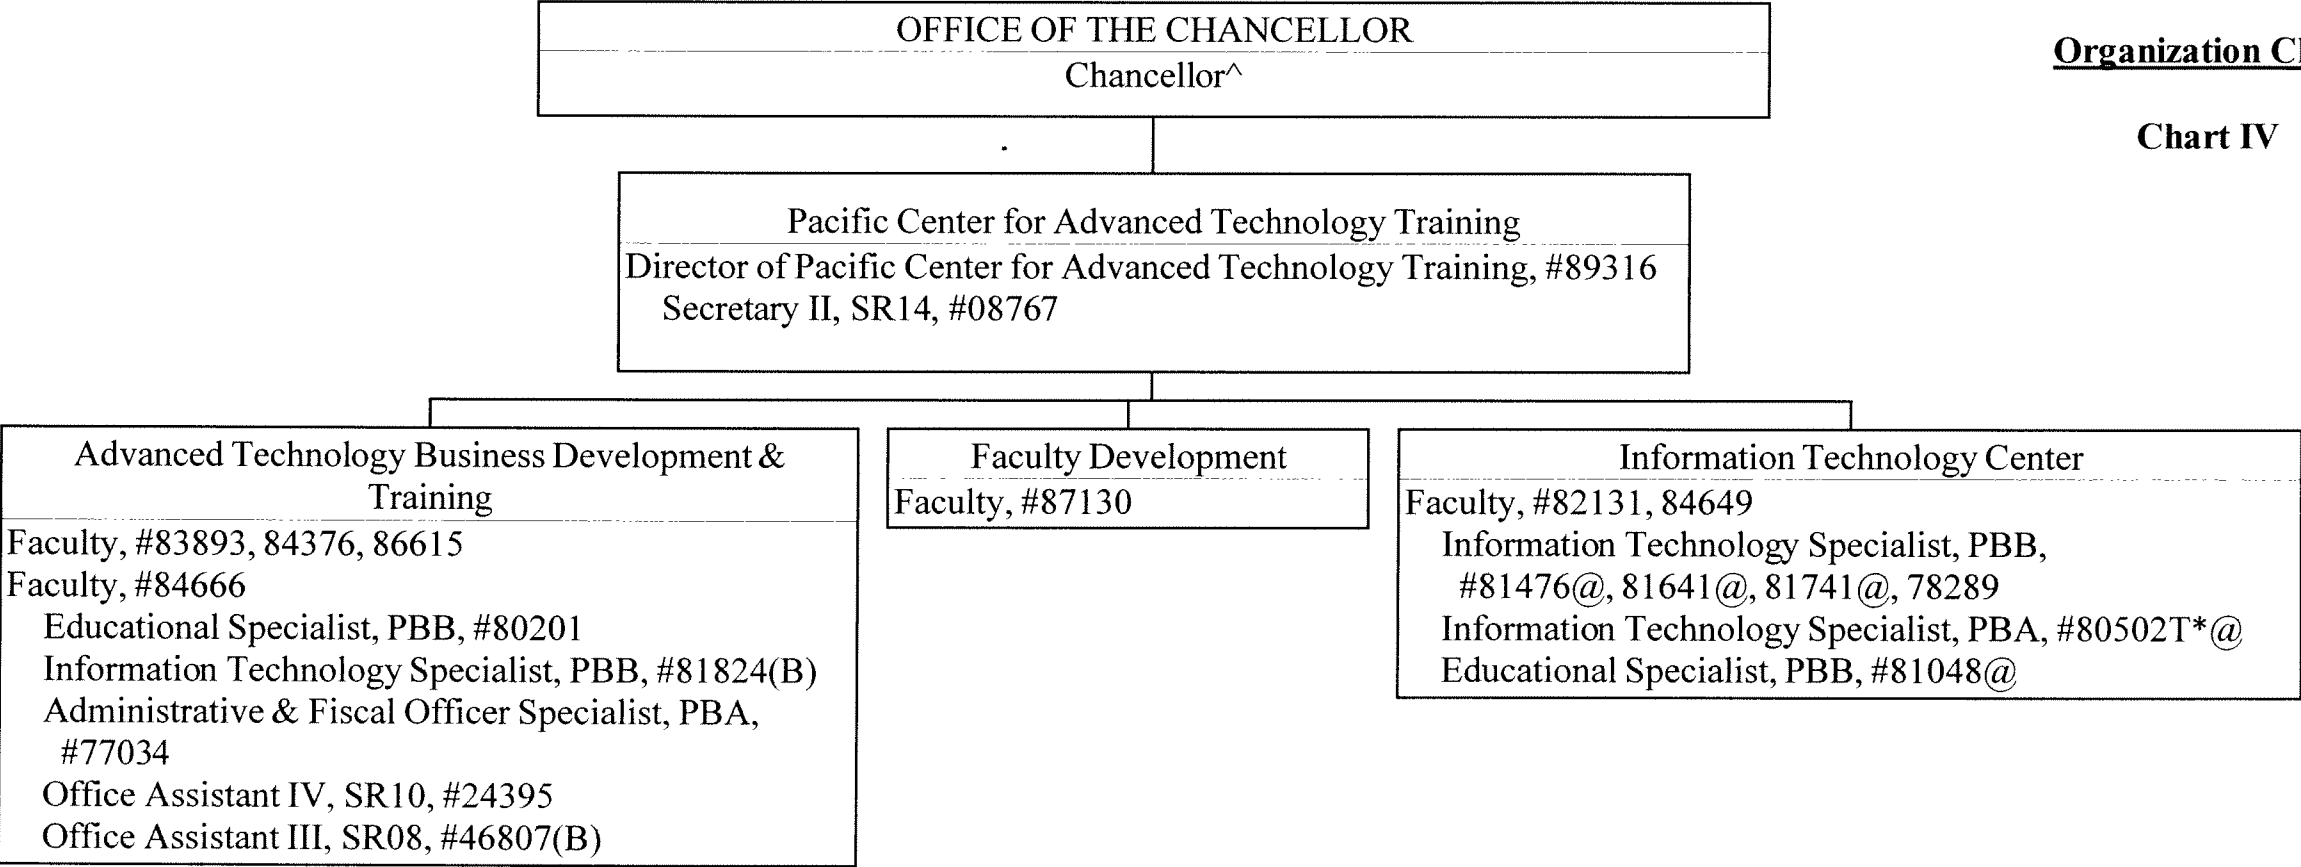 OFFICE OF THE CHANCELLOR
Chancellor^
Organization
Chart IV
Pacific Center for Advanced Technology Training
Director of Pacific Center for Advanced Technology Training, #89316
Secretary II, SR14, #08767
Advanced Technology Business Development &
Training
Faculty, #83893, 84376, 86615
Faculty, #84666
Educational Specialist, PBB, #80201
Information Technology Specialist, PBB, #81824(B)
Administrative & Fiscal Officer Specialist, PBA,
#77034
Office Assistant IV, SR10, #24395
Office Assistant III, SR08, #46807(B)
Faculty Development
Faculty, #87130
Information Technology Center
Faculty, #82131, 84649
Information Technology Specialist, PBB,
#81476@, 81641@, 81741@, 78289
Information Technology Specialist, PBA, #80502T*@
Educational Specialist, PBB, #81048@